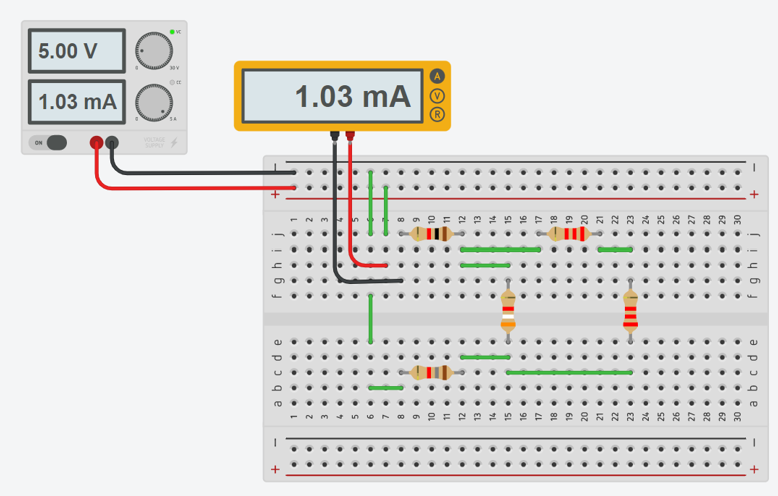 5.00 V
1.03 mA
0 30 V
ON
VOLTAGE
SUPPLY
1.03 mA
A
V
R
− −
+ +
1 2 3 4 5 6 7 8 9 10 11 12 13 14 15 16 17 18 19 20 21 22 23 24 25 26 27 28 29 30
j j
i i
h h
g g
f f
e e
d d
c c
b b
a a
1 2 3 4 5 6 7 8 9 10 11 12 13 14 15 16 17 18 19 20 21 22 23 24 25 26 27 28 29 30
− −
+ +